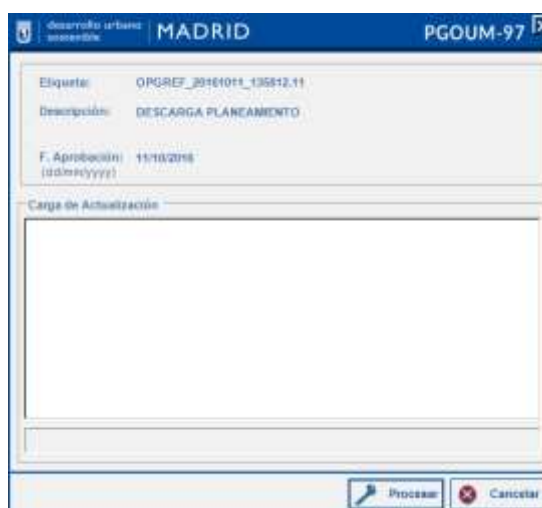 desarrollo urbano sostenible
MADRID
PGOUM-97
Etiqueta: OPGREF_20161011_135812.11
Descripción: DESCARGA PLANEAMIENTO
F. Aprobación: 11/10/2016
(dd/mm/yyyy)
Carga de Actualización
Procesar
Cancelar